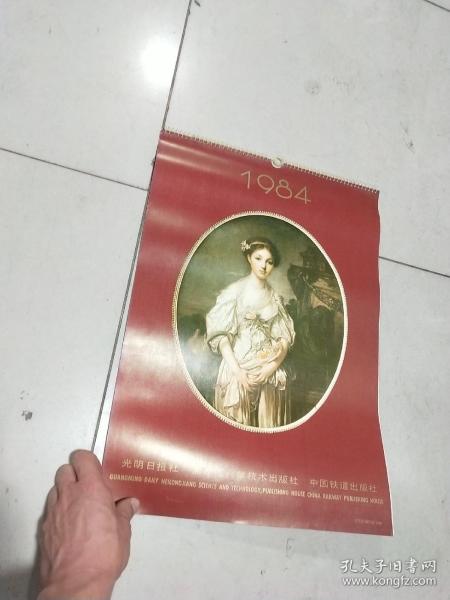 1984
光明日报社 学技术出版社 中国铁道出版社
GUANGMING DAILY HEILONGJIANG SCIENCE AND TECHNOLOGY PUBLISHING HOUSE CHINA RAILWAY PUBLISHING HOUSE
孔夫子旧书网
www.kongfz.com